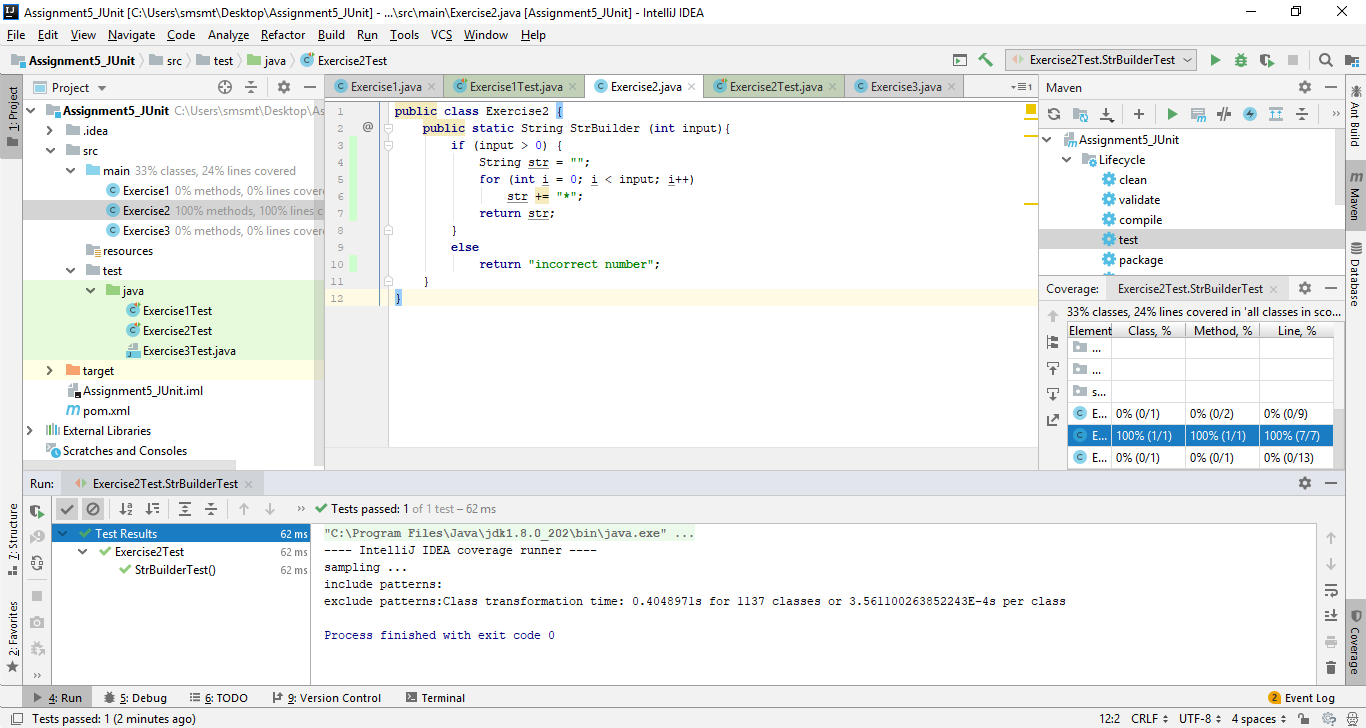 Assignment5_JUnit [C:\Users\smsmt\Desktop\Assignment5_JUnit] - ...\src\main\Exercise2.java [Assignment5_JUnit] - IntelliJ IDEA
File Edit View Navigate Code Analyze Refactor Build Run Tools VCS Window Help
Assignment5_JUnit src test java Exercise2Test
Exercise2Test.StrBuilderTest
1: Project
Project
Assignment5_JUnit C:\Users\smsmt\Desktop\As
.idea
src
main 33% classes, 24% lines covered
Exercise1 0% methods, 0% lines cover
Exercise2 100% methods, 100% lines c
Exercise3 0% methods, 0% lines cover
resources
test
java
Exercise1Test
Exercise2Test
Exercise3Test.java
target
Assignment5_JUnit.iml
pom.xml
External Libraries
Scratches and Consoles
Exercise1.java Exercise1Test.java Exercise2.java Exercise2Test.java Exercise3.java
1
1 public class Exercise2 {
2 @ public static String StrBuilder (int input){
3 if (input > 0) {
4 String str = "";
5 for (int i = 0; i < input; i++)
6 str += "*";
7 return str;
8 }
9 else
10 return "incorrect number";
11 }
12 }
Maven
Assignment5_JUnit
Lifecycle
clean
validate
compile
test
package
Coverage: Exercise2Test.StrBuilderTest
33% classes, 24% lines covered in 'all classes in sco...
Element Class, % Method, % Line, %
...
...
s...
E... 0% (0/1) 0% (0/2) 0% (0/9)
E... 100% (1/1) 100% (1/1) 100% (7/7)
E... 0% (0/1) 0% (0/1) 0% (0/13)
Ant Build
Maven
Database
Coverage
Run: Exercise2Test.StrBuilderTest
Tests passed: 1 of 1 test – 62 ms
Test Results 62 ms
Exercise2Test 62 ms
StrBuilderTest() 62 ms
"C:\Program Files\Java\jdk1.8.0_202\bin\java.exe" ...
---- IntelliJ IDEA coverage runner ----
sampling ...
include patterns:
exclude patterns:Class transformation time: 0.4048971s for 1137 classes or 3.561100263852243E-4s per class
Process finished with exit code 0
7: Structure
2: Favorites
4: Run 5: Debug 6: TODO 9: Version Control Terminal
2 Event Log
Tests passed: 1 (2 minutes ago)
12:2 CRLF UTF-8 4 spaces